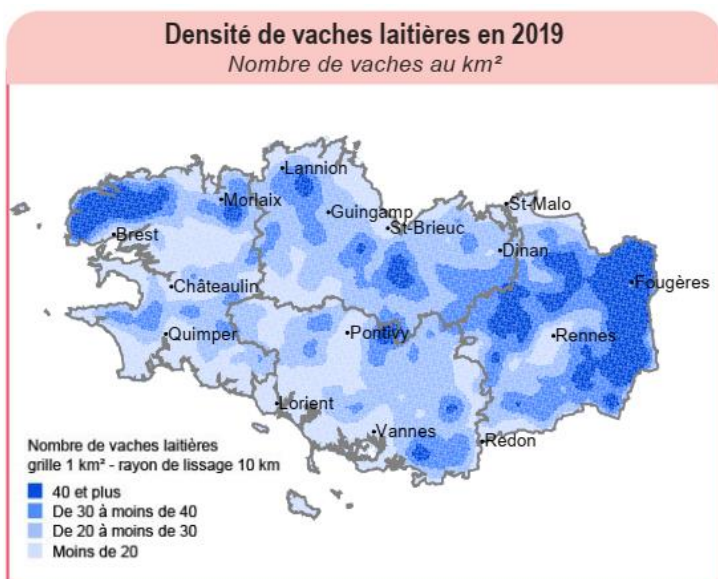 Densité de vaches laitières en 2019
Nombre de vaches au km²
Lannion
Morlaix
St-Malo
Guingamp
St-Brieuc
Brest
Dinan
Châteaulin
Fougères
Quimper
Pontivy
Rennes
Lorient
Vannes
Redon
Nombre de vaches laitières
grille 1 km² - rayon de lissage 10 km
40 et plus
De 30 à moins de 40
De 20 à moins de 30
Moins de 20